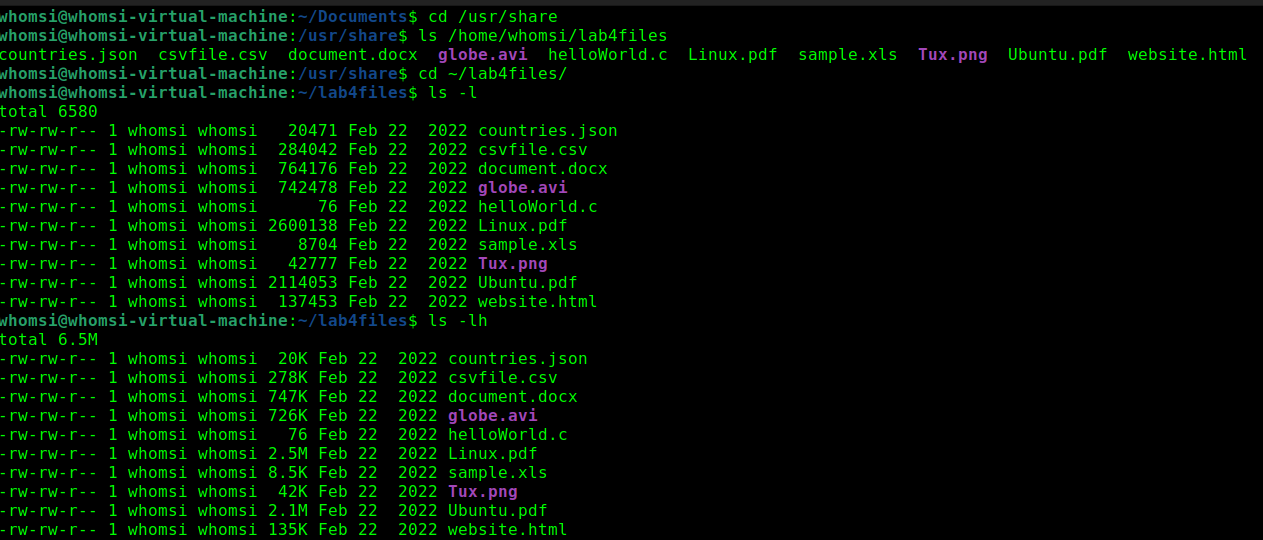 whomsi@whomsi-virtual-machine:~/Documents$ cd /usr/share
whomsi@whomsi-virtual-machine:/usr/share$ ls /home/whomsi/lab4files
countries.json  csvfile.csv  document.docx  globe.avi  helloWorld.c  Linux.pdf  sample.xls  Tux.png  Ubuntu.pdf  website.html
whomsi@whomsi-virtual-machine:/usr/share$ cd ~/lab4files/
whomsi@whomsi-virtual-machine:~/lab4files$ ls -l
total 6580
-rw-rw-r-- 1 whomsi whomsi   20471 Feb 22  2022 countries.json
-rw-rw-r-- 1 whomsi whomsi  284042 Feb 22  2022 csvfile.csv
-rw-rw-r-- 1 whomsi whomsi  764176 Feb 22  2022 document.docx
-rw-rw-r-- 1 whomsi whomsi  742478 Feb 22  2022 globe.avi
-rw-rw-r-- 1 whomsi whomsi      76 Feb 22  2022 helloWorld.c
-rw-rw-r-- 1 whomsi whomsi 2600138 Feb 22  2022 Linux.pdf
-rw-rw-r-- 1 whomsi whomsi    8704 Feb 22  2022 sample.xls
-rw-rw-r-- 1 whomsi whomsi   42777 Feb 22  2022 Tux.png
-rw-rw-r-- 1 whomsi whomsi 2114053 Feb 22  2022 Ubuntu.pdf
-rw-rw-r-- 1 whomsi whomsi  137453 Feb 22  2022 website.html
whomsi@whomsi-virtual-machine:~/lab4files$ ls -lh
total 6.5M
-rw-rw-r-- 1 whomsi whomsi  20K Feb 22  2022 countries.json
-rw-rw-r-- 1 whomsi whomsi 278K Feb 22  2022 csvfile.csv
-rw-rw-r-- 1 whomsi whomsi 747K Feb 22  2022 document.docx
-rw-rw-r-- 1 whomsi whomsi 726K Feb 22  2022 globe.avi
-rw-rw-r-- 1 whomsi whomsi   76 Feb 22  2022 helloWorld.c
-rw-rw-r-- 1 whomsi whomsi 2.5M Feb 22  2022 Linux.pdf
-rw-rw-r-- 1 whomsi whomsi 8.5K Feb 22  2022 sample.xls
-rw-rw-r-- 1 whomsi whomsi  42K Feb 22  2022 Tux.png
-rw-rw-r-- 1 whomsi whomsi 2.1M Feb 22  2022 Ubuntu.pdf
-rw-rw-r-- 1 whomsi whomsi 135K Feb 22  2022 website.html